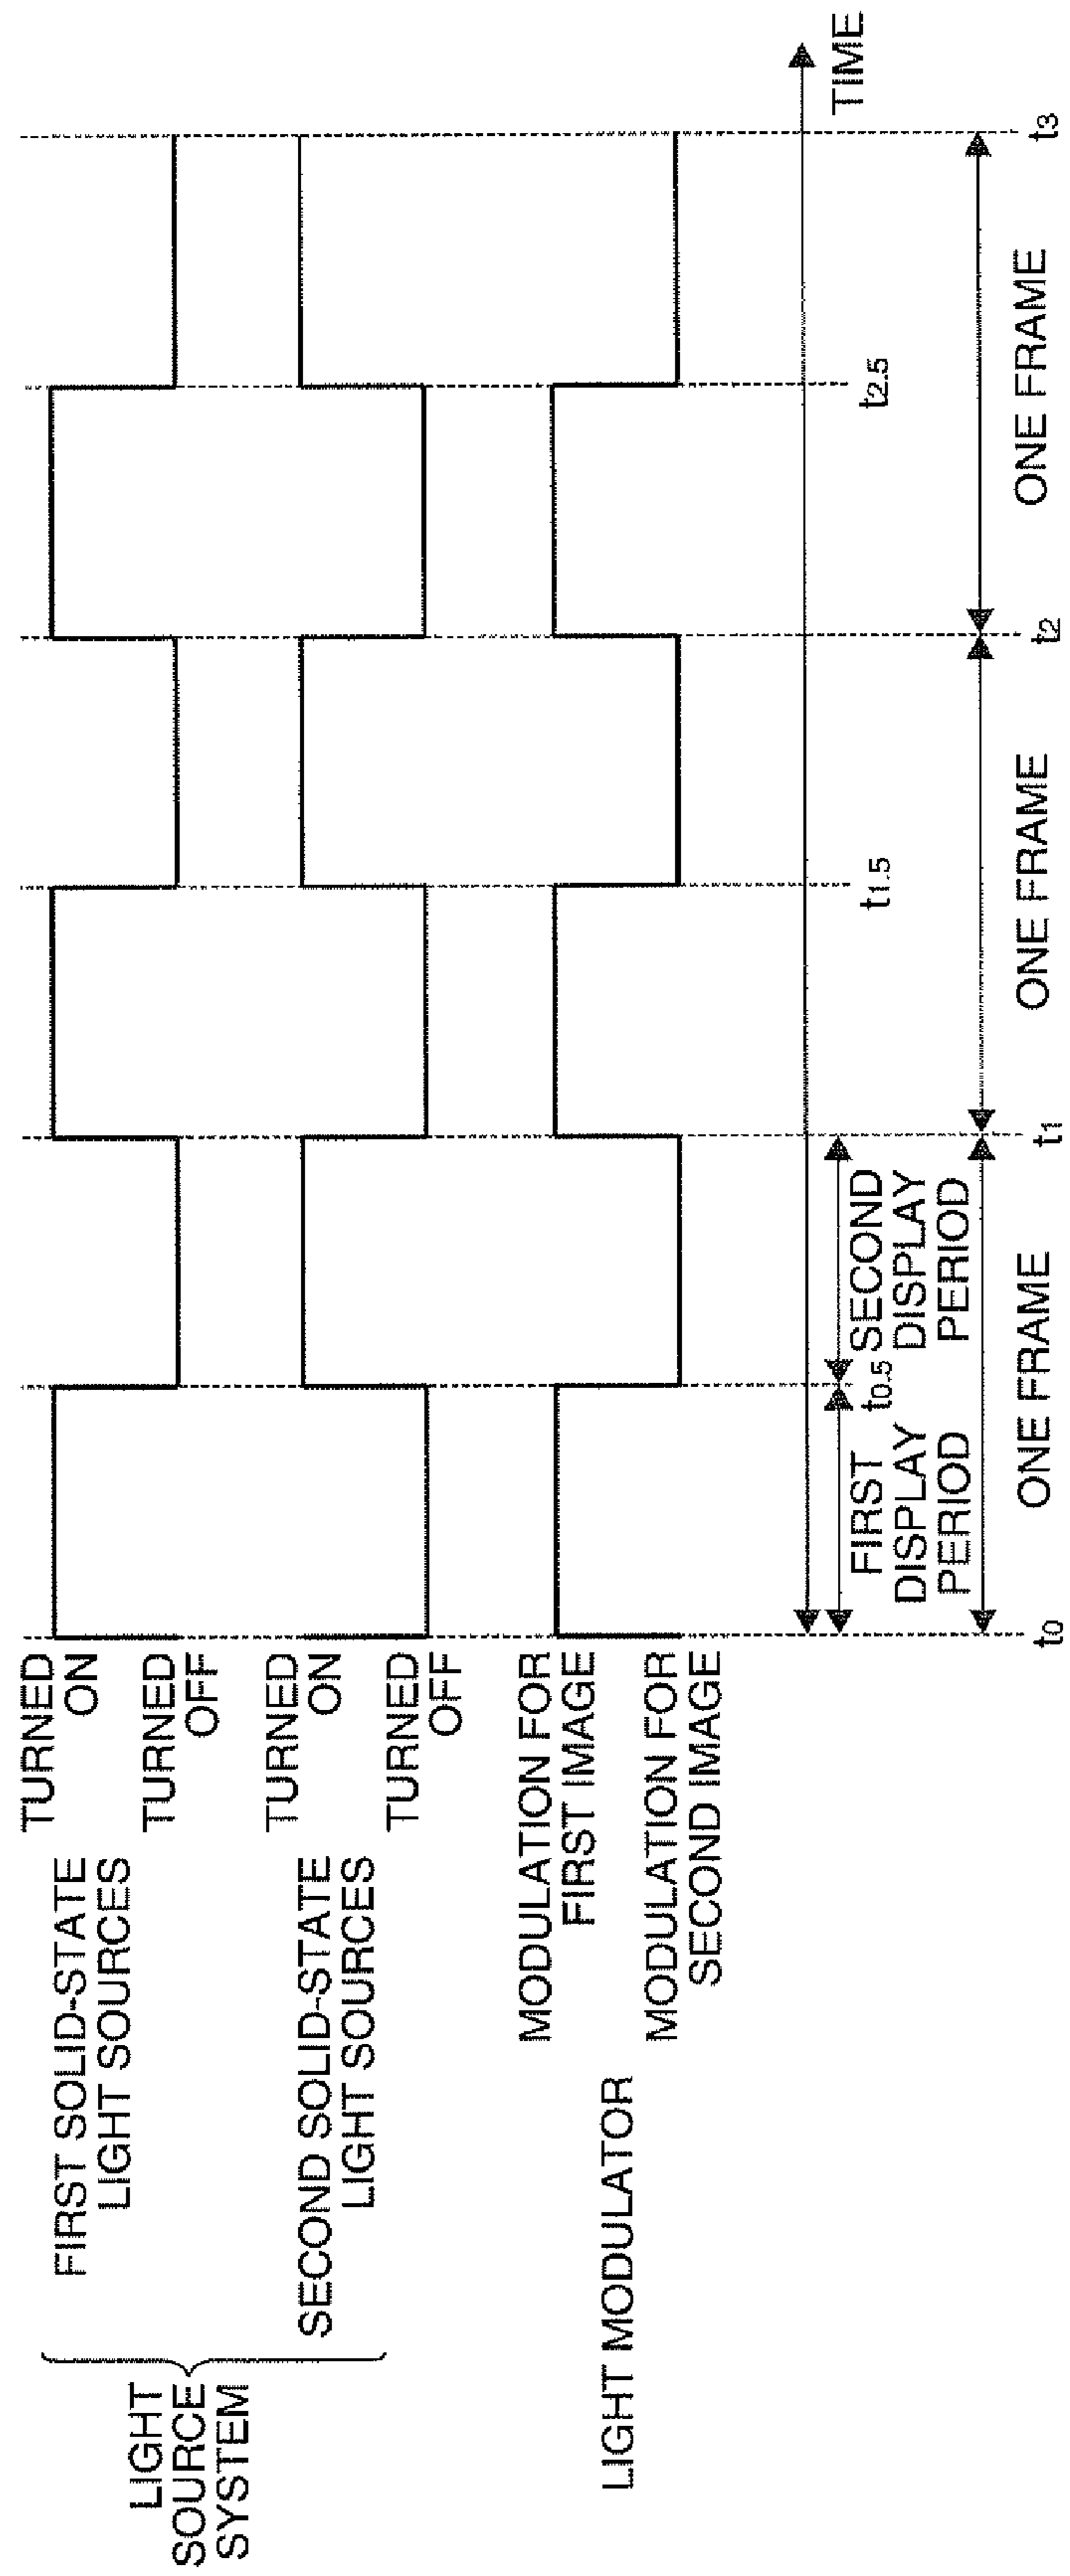 LIGHT
SOURCE
SYSTEM
FIRST SOLID-STATE
LIGHT SOURCES
TURNED
ON
TURNED
OFF
SECOND SOLID-STATE
LIGHT SOURCES
TURNED
ON
TURNED
OFF
LIGHT MODULATOR
MODULATION FOR
FIRST IMAGE
MODULATION FOR
SECOND IMAGE
TIME
FIRST
DISPLAY
PERIOD
t0.5
SECOND
DISPLAY
PERIOD
t1.5
t2.5
ONE FRAME
ONE FRAME
ONE FRAME
t0
t1
t2
t3